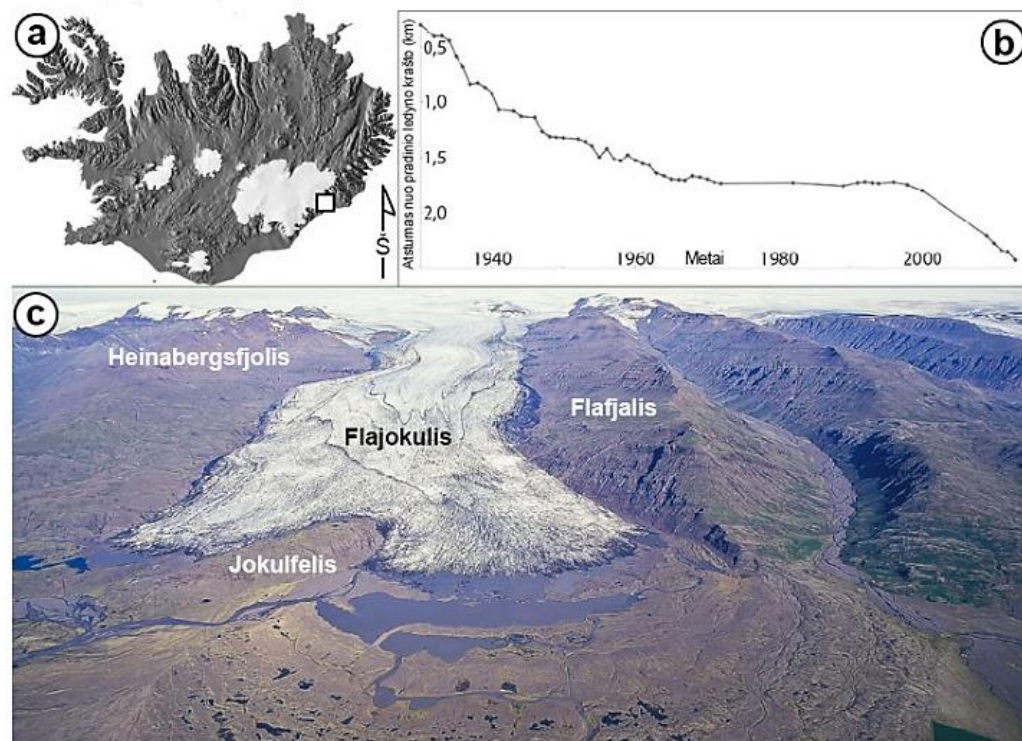 a
Š
b
Atstumas nuo pradinio ledyno krašto (km)
0,5
1,0
1,5
2,0
1940
1960
Metai
1980
2000
c
Heinabergsfjolis
Flajokulis
Flafjalis
Jokulfelis